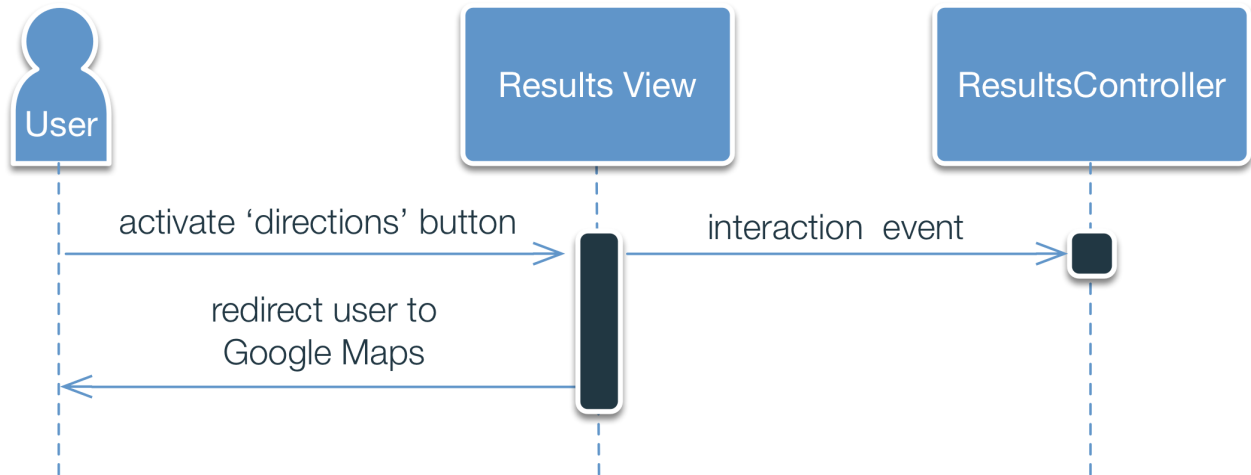 User
Results View
ResultsController
activate ‘directions’ button
interaction event
redirect user to
Google Maps